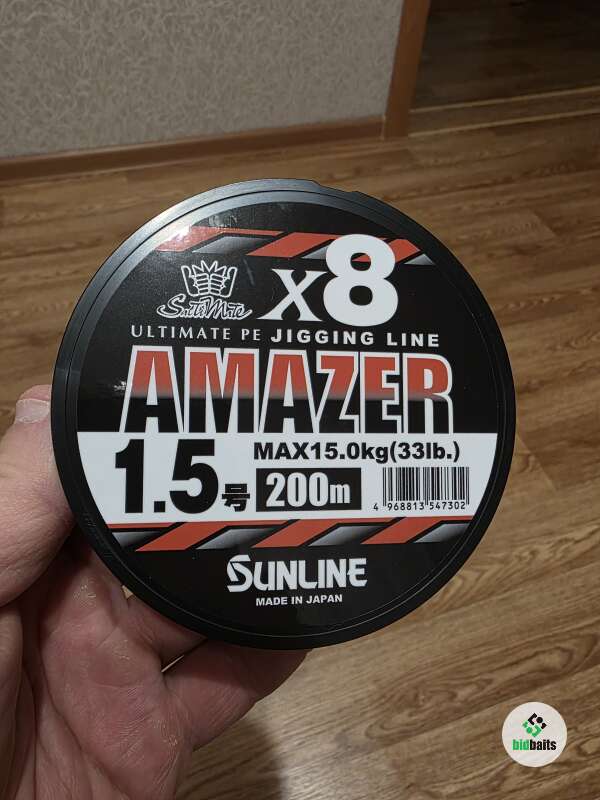 x8
SaltiMate
ULTIMATE PE JIGGING LINE
AMAZER
1.5号
MAX15.0kg(33lb.)
200m
4 968813 547302
SUNLINE
MADE IN JAPAN
bidbaits